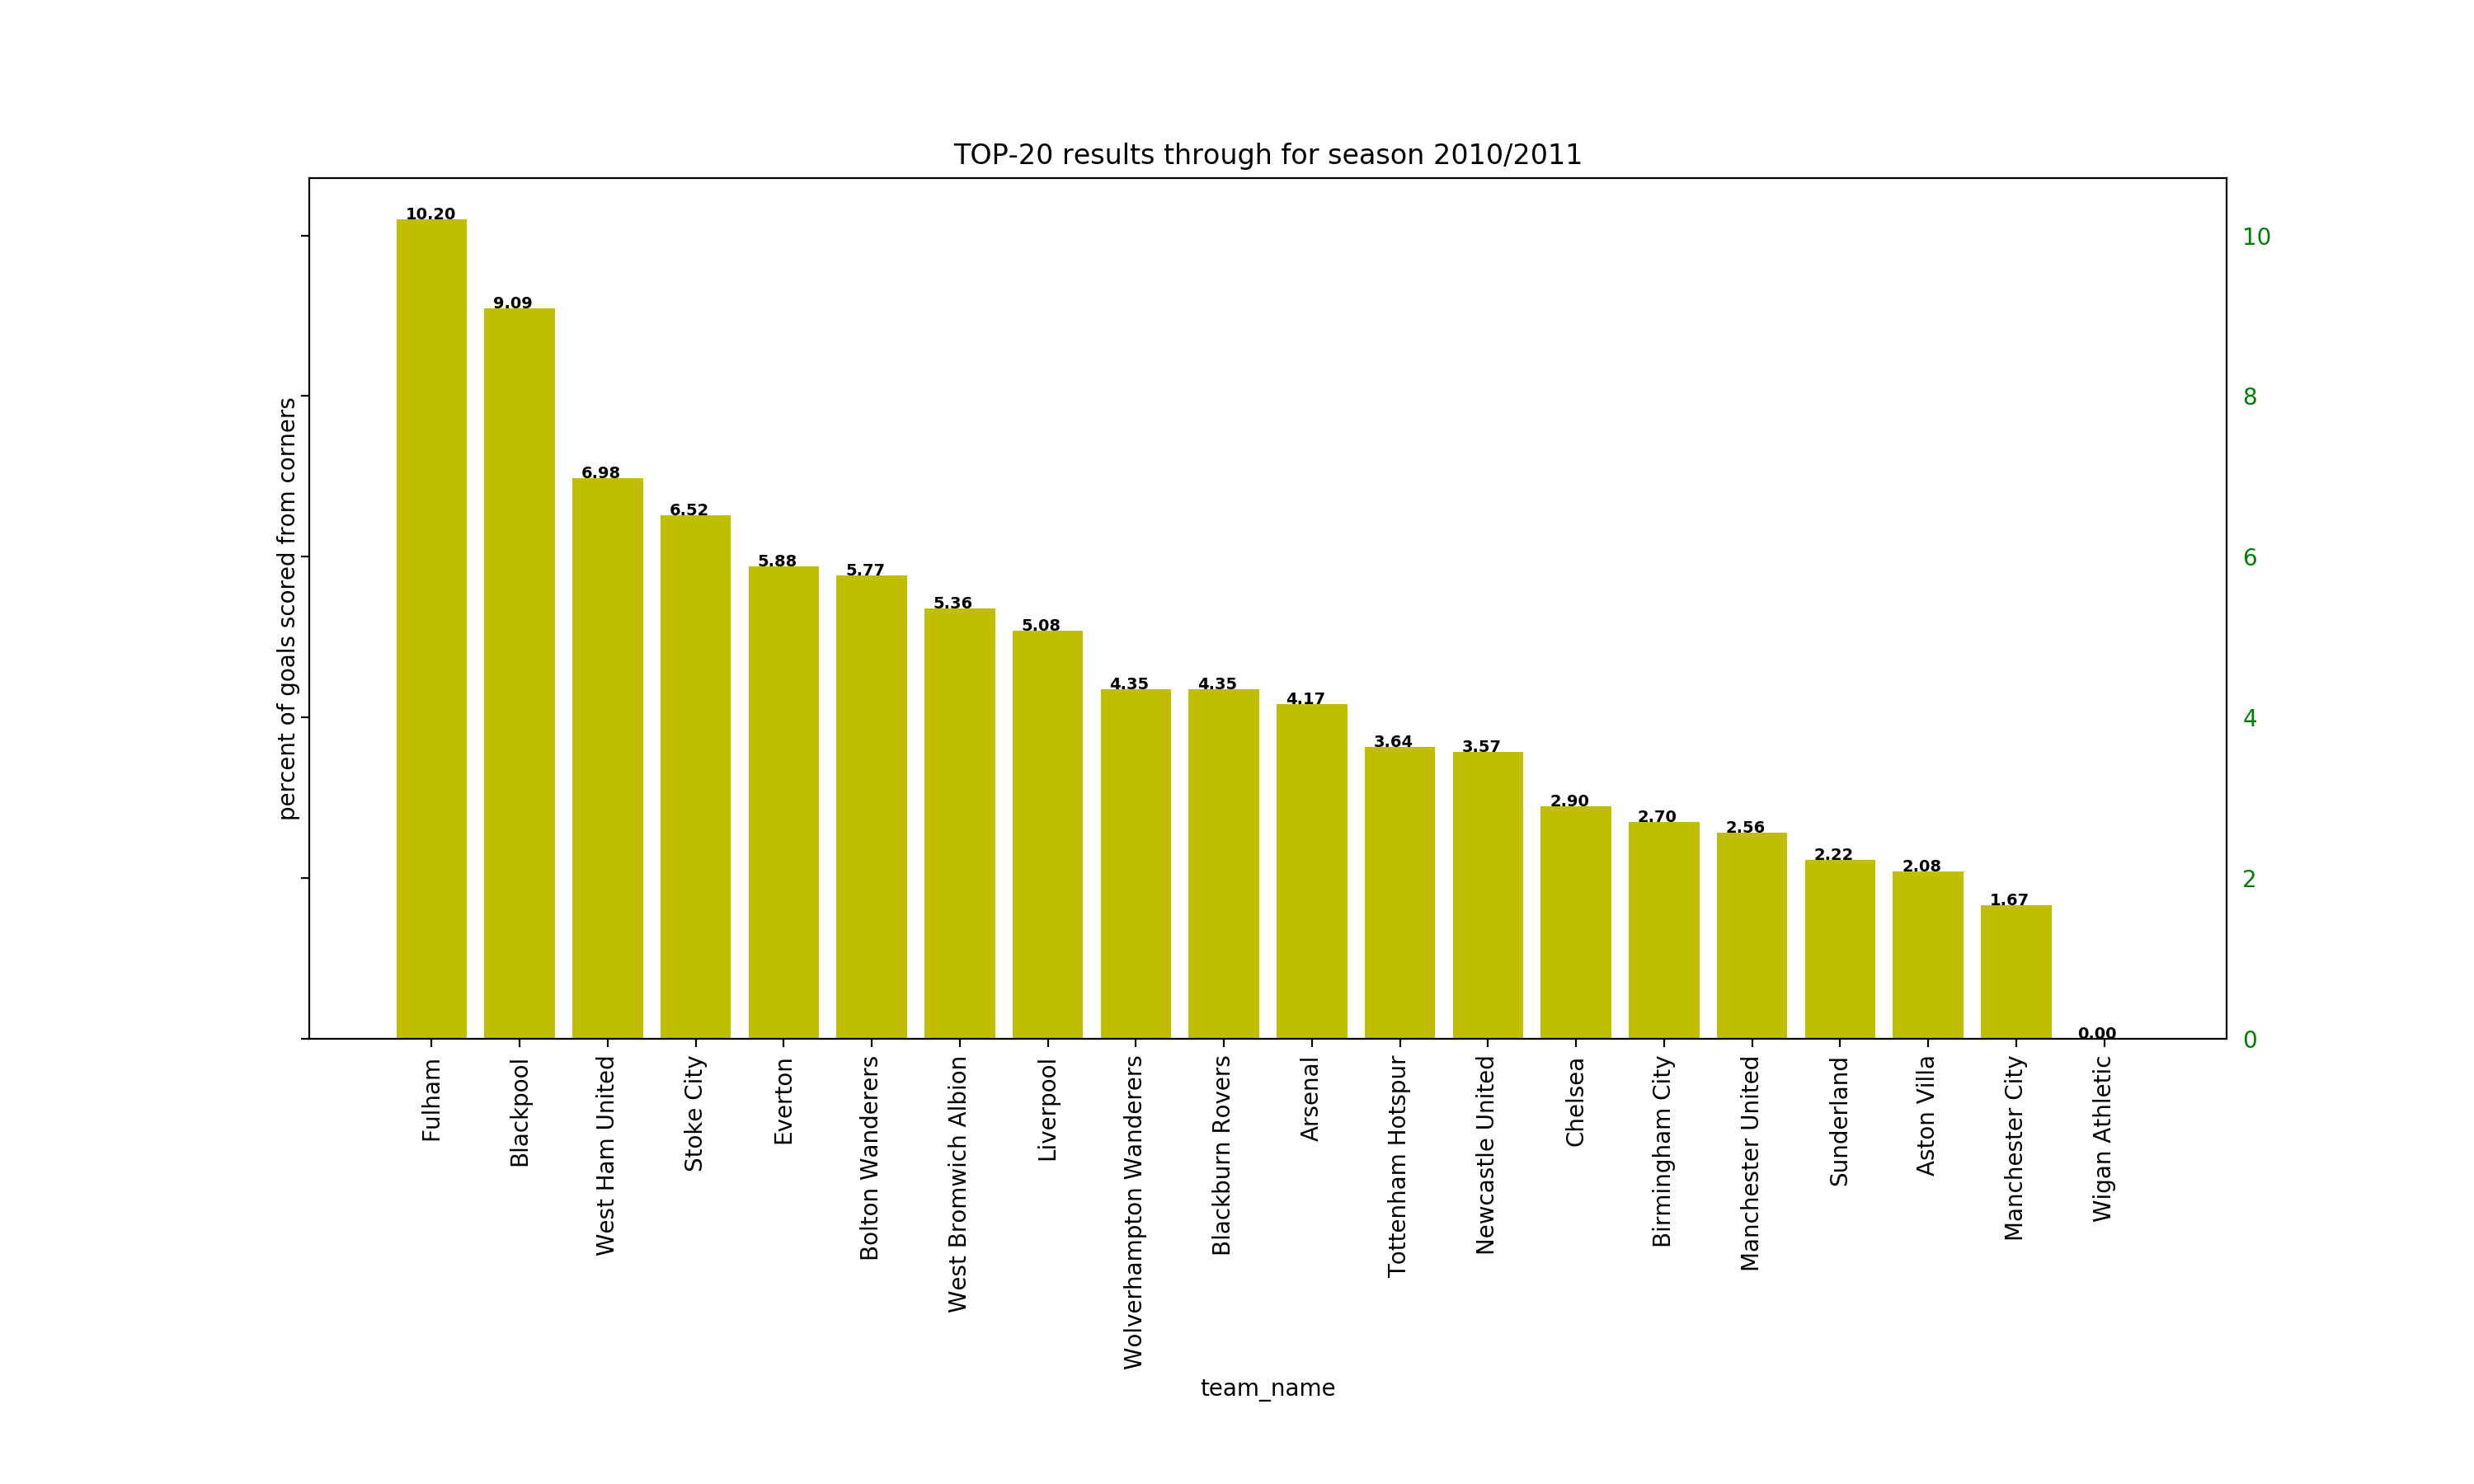 TOP-20 results through for season 2010/2011
percent of goals scored from corners
10.20
9.09
6.98
6.52
5.88
5.77
5.36
5.08
4.35
4.35
4.17
3.64
3.57
2.90
2.70
2.56
2.22
2.08
1.67
0.00
10
8
6
4
2
0
Fulham
Blackpool
West Ham United
Stoke City
Everton
Bolton Wanderers
West Bromwich Albion
Liverpool
Wolverhampton Wanderers
Blackburn Rovers
Arsenal
Tottenham Hotspur
Newcastle United
Chelsea
Birmingham City
Manchester United
Sunderland
Aston Villa
Manchester City
Wigan Athletic
team_name